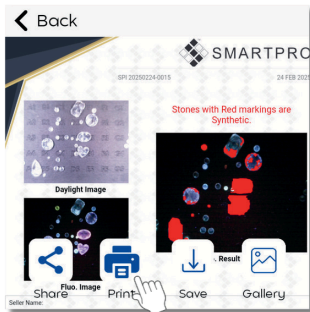 Back
SMARTPRO
SPI 20250224-0015
24 FEB 2025
Stones with Red markings are
Synthetic.
Daylight Image
Result
Fluo. Image
Share
Print
Save
Gallery
Seller Name: